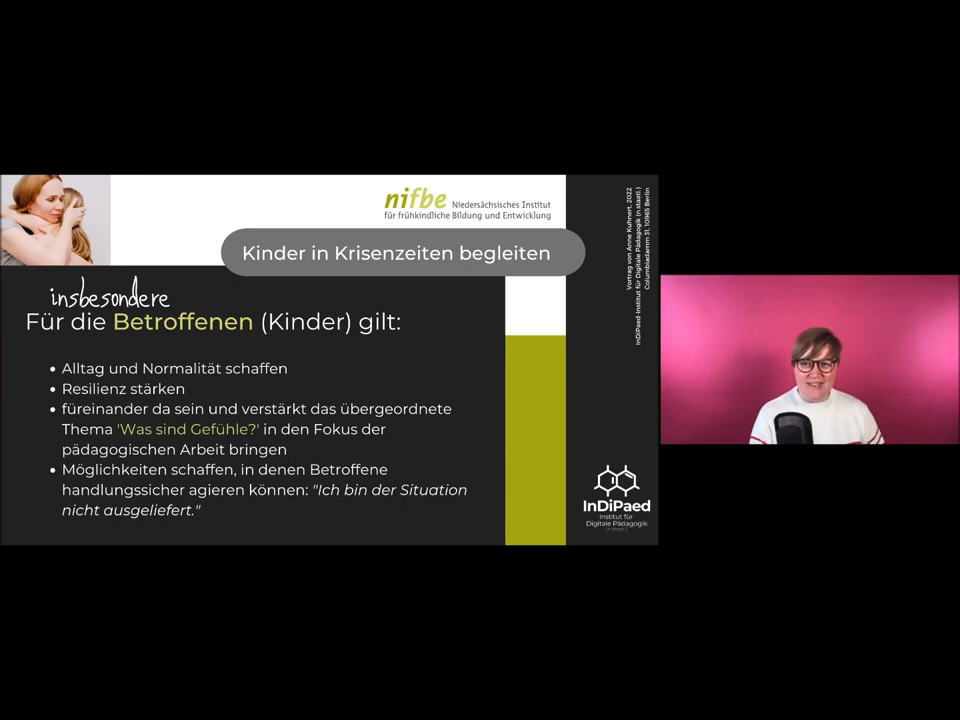 nifbe Niedersächsisches Institut
für frühkindliche Bildung und Entwicklung
Kinder in Krisenzeiten begleiten
insbesondere
Für die Betroffenen (Kinder) gilt:
• Alltag und Normalität schaffen
• Resilienz stärken
• füreinander da sein und verstärkt das übergeordnete
Thema 'Was sind Gefühle?' in den Fokus der
pädagogischen Arbeit bringen
• Möglichkeiten schaffen, in denen Betroffene
handlungssicher agieren können: "Ich bin der Situation
nicht ausgeliefert."
Vortrag von Anne Kuhnert, 2022
InDiPaed-Institut für Digitale Pädagogik (n.staatl.)
Columbiadamm 31, 10965 Berlin
InDiPaed
Institut für
Digitale Pädagogik